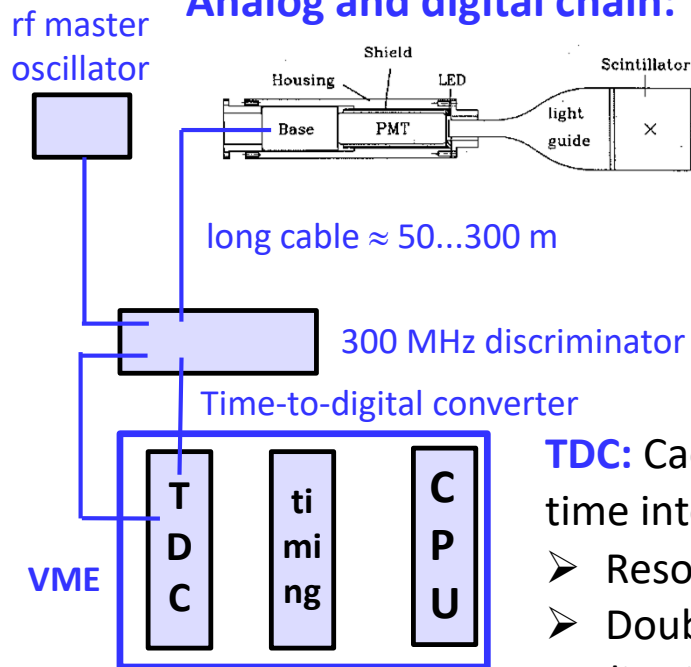 Analog and digital chain:
rf master
oscillator
Shield
Housing
LED
Scintillator
Base
PMT
light
guide
long cable ≈ 50...300 m
300 MHz discriminator
Time-to-digital converter
T
D
C
ti
mi
ng
C
P
U
VME
TDC: Ca
time int
➢ Reso
➢ Doub